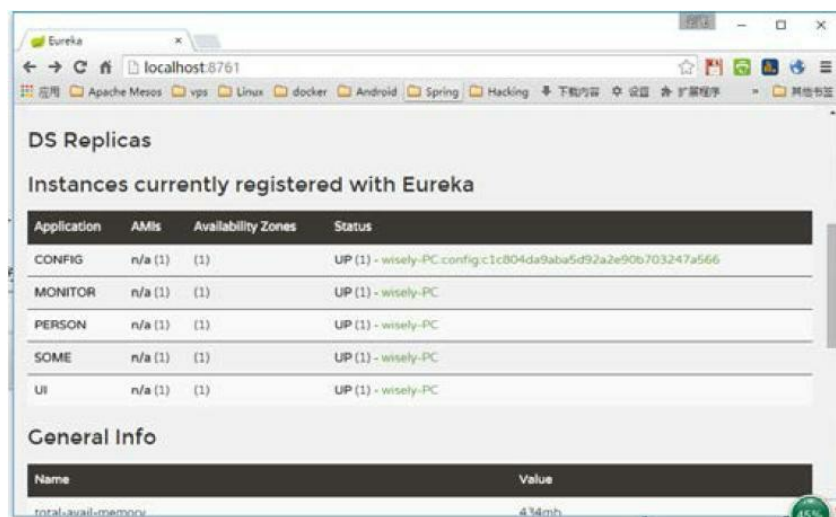 Eureka
localhost:8761
应用 Apache Mesos vps Linux docker Android Spring Hacking 下载内容 设置 扩展程序 » 其他书签
DS Replicas
Instances currently registered with Eureka
Application AMIs Availability Zones Status
CONFIG n/a (1) (1) UP (1) - wisely-PC:config:c1c804da9aba5d92a2e90b703247a566
MONITOR n/a (1) (1) UP (1) - wisely-PC
PERSON n/a (1) (1) UP (1) - wisely-PC
SOME n/a (1) (1) UP (1) - wisely-PC
UI n/a (1) (1) UP (1) - wisely-PC
General Info
Name Value
total-avail-memory 434mb
45%